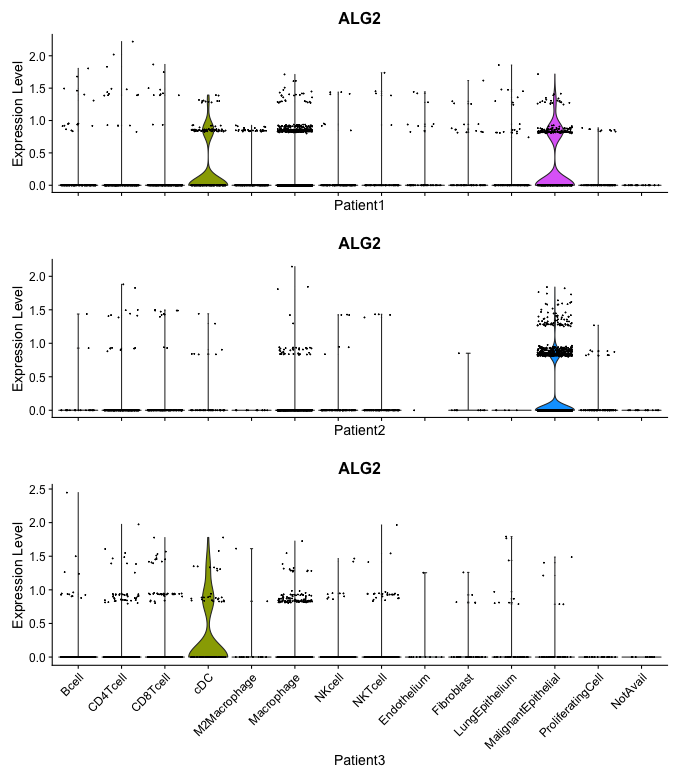 ALG2
Expression Level
2.0
1.5
1.0
0.5
0.0
Patient1
ALG2
Expression Level
2.0
1.5
1.0
0.5
0.0
Patient2
ALG2
Expression Level
2.5
2.0
1.5
1.0
0.5
0.0
Bcell
CD4Tcell
CD8Tcell
cDC
M2Macrophage
Macrophage
NKcell
NKTcell
Endothelium
Fibroblast
LungEpithelium
MalignantEpithelial
ProliferatingCell
NotAvail
Patient3